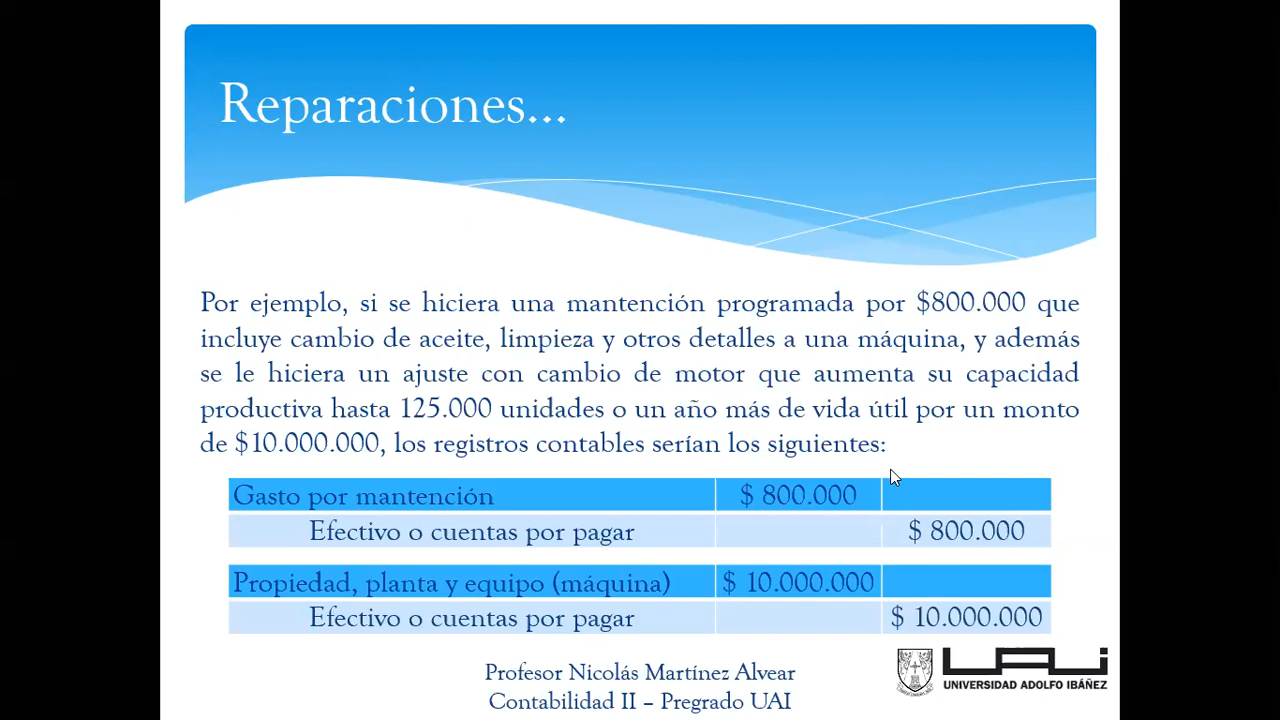 Reparaciones...
Por ejemplo, si se hiciera una mantención programada por $800.000 que
incluye cambio de aceite, limpieza y otros detalles a una máquina, y además
se le hiciera un ajuste con cambio de motor que aumenta su capacidad
productiva hasta 125.000 unidades o un año más de vida útil por un monto
de $10.000.000, los registros contables serían los siguientes:
Gasto por mantención $ 800.000
Efectivo o cuentas por pagar $ 800.000
Propiedad, planta y equipo (máquina) $ 10.000.000
Efectivo o cuentas por pagar $ 10.000.000
Profesor Nicolás Martínez Alvear
Contabilidad II – Pregrado UAI
UAI
UNIVERSIDAD ADOLFO IBÁÑEZ